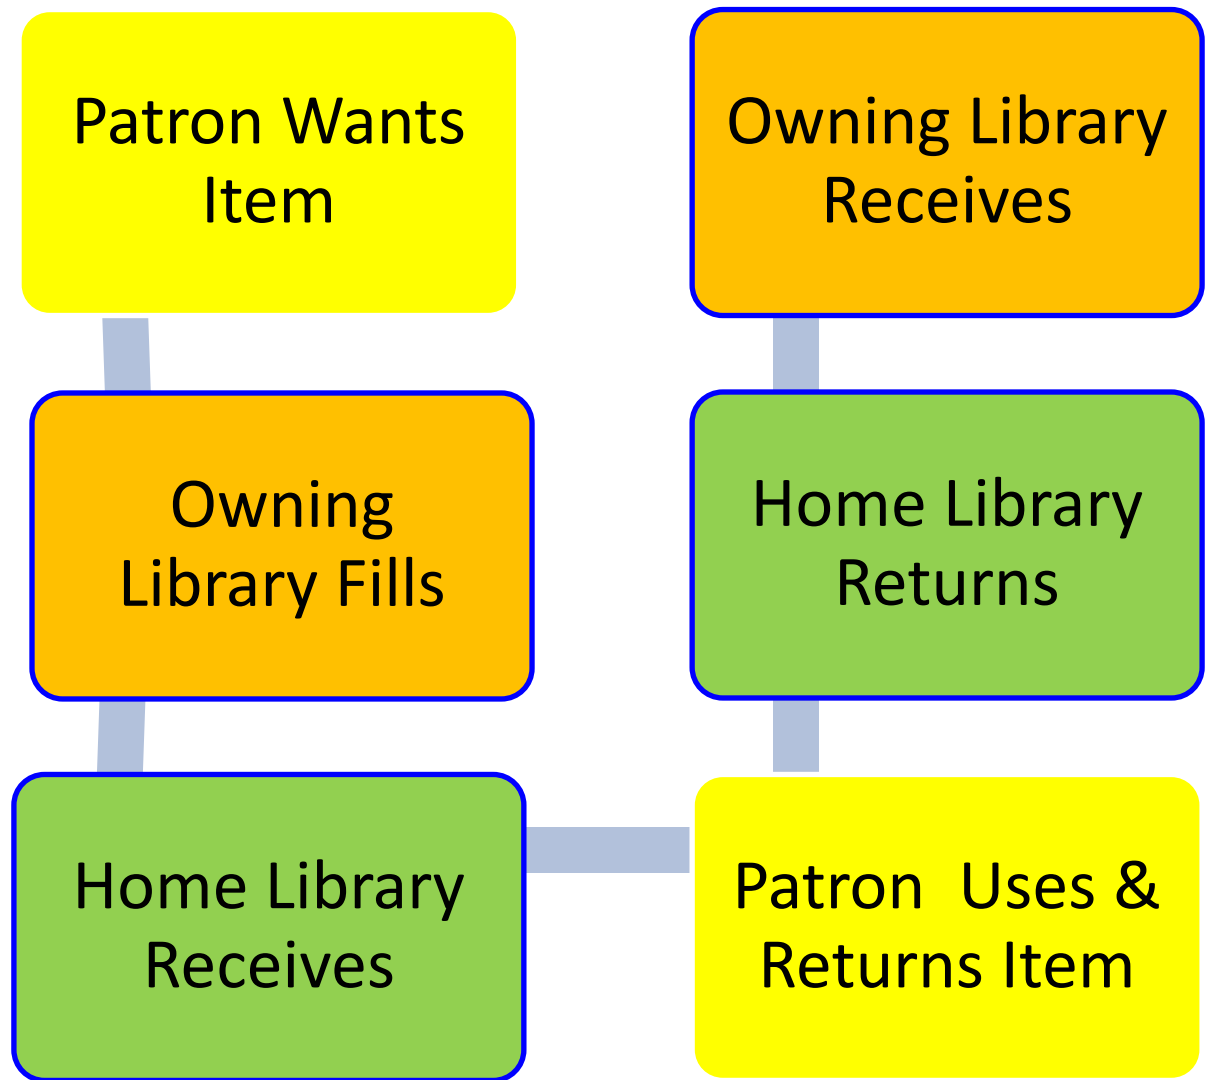 Patron Wants
Item
Owning
Library Fills
Home Library
Receives
Patron  Uses &
Returns Item
Home Library
Returns
Owning Library
Receives